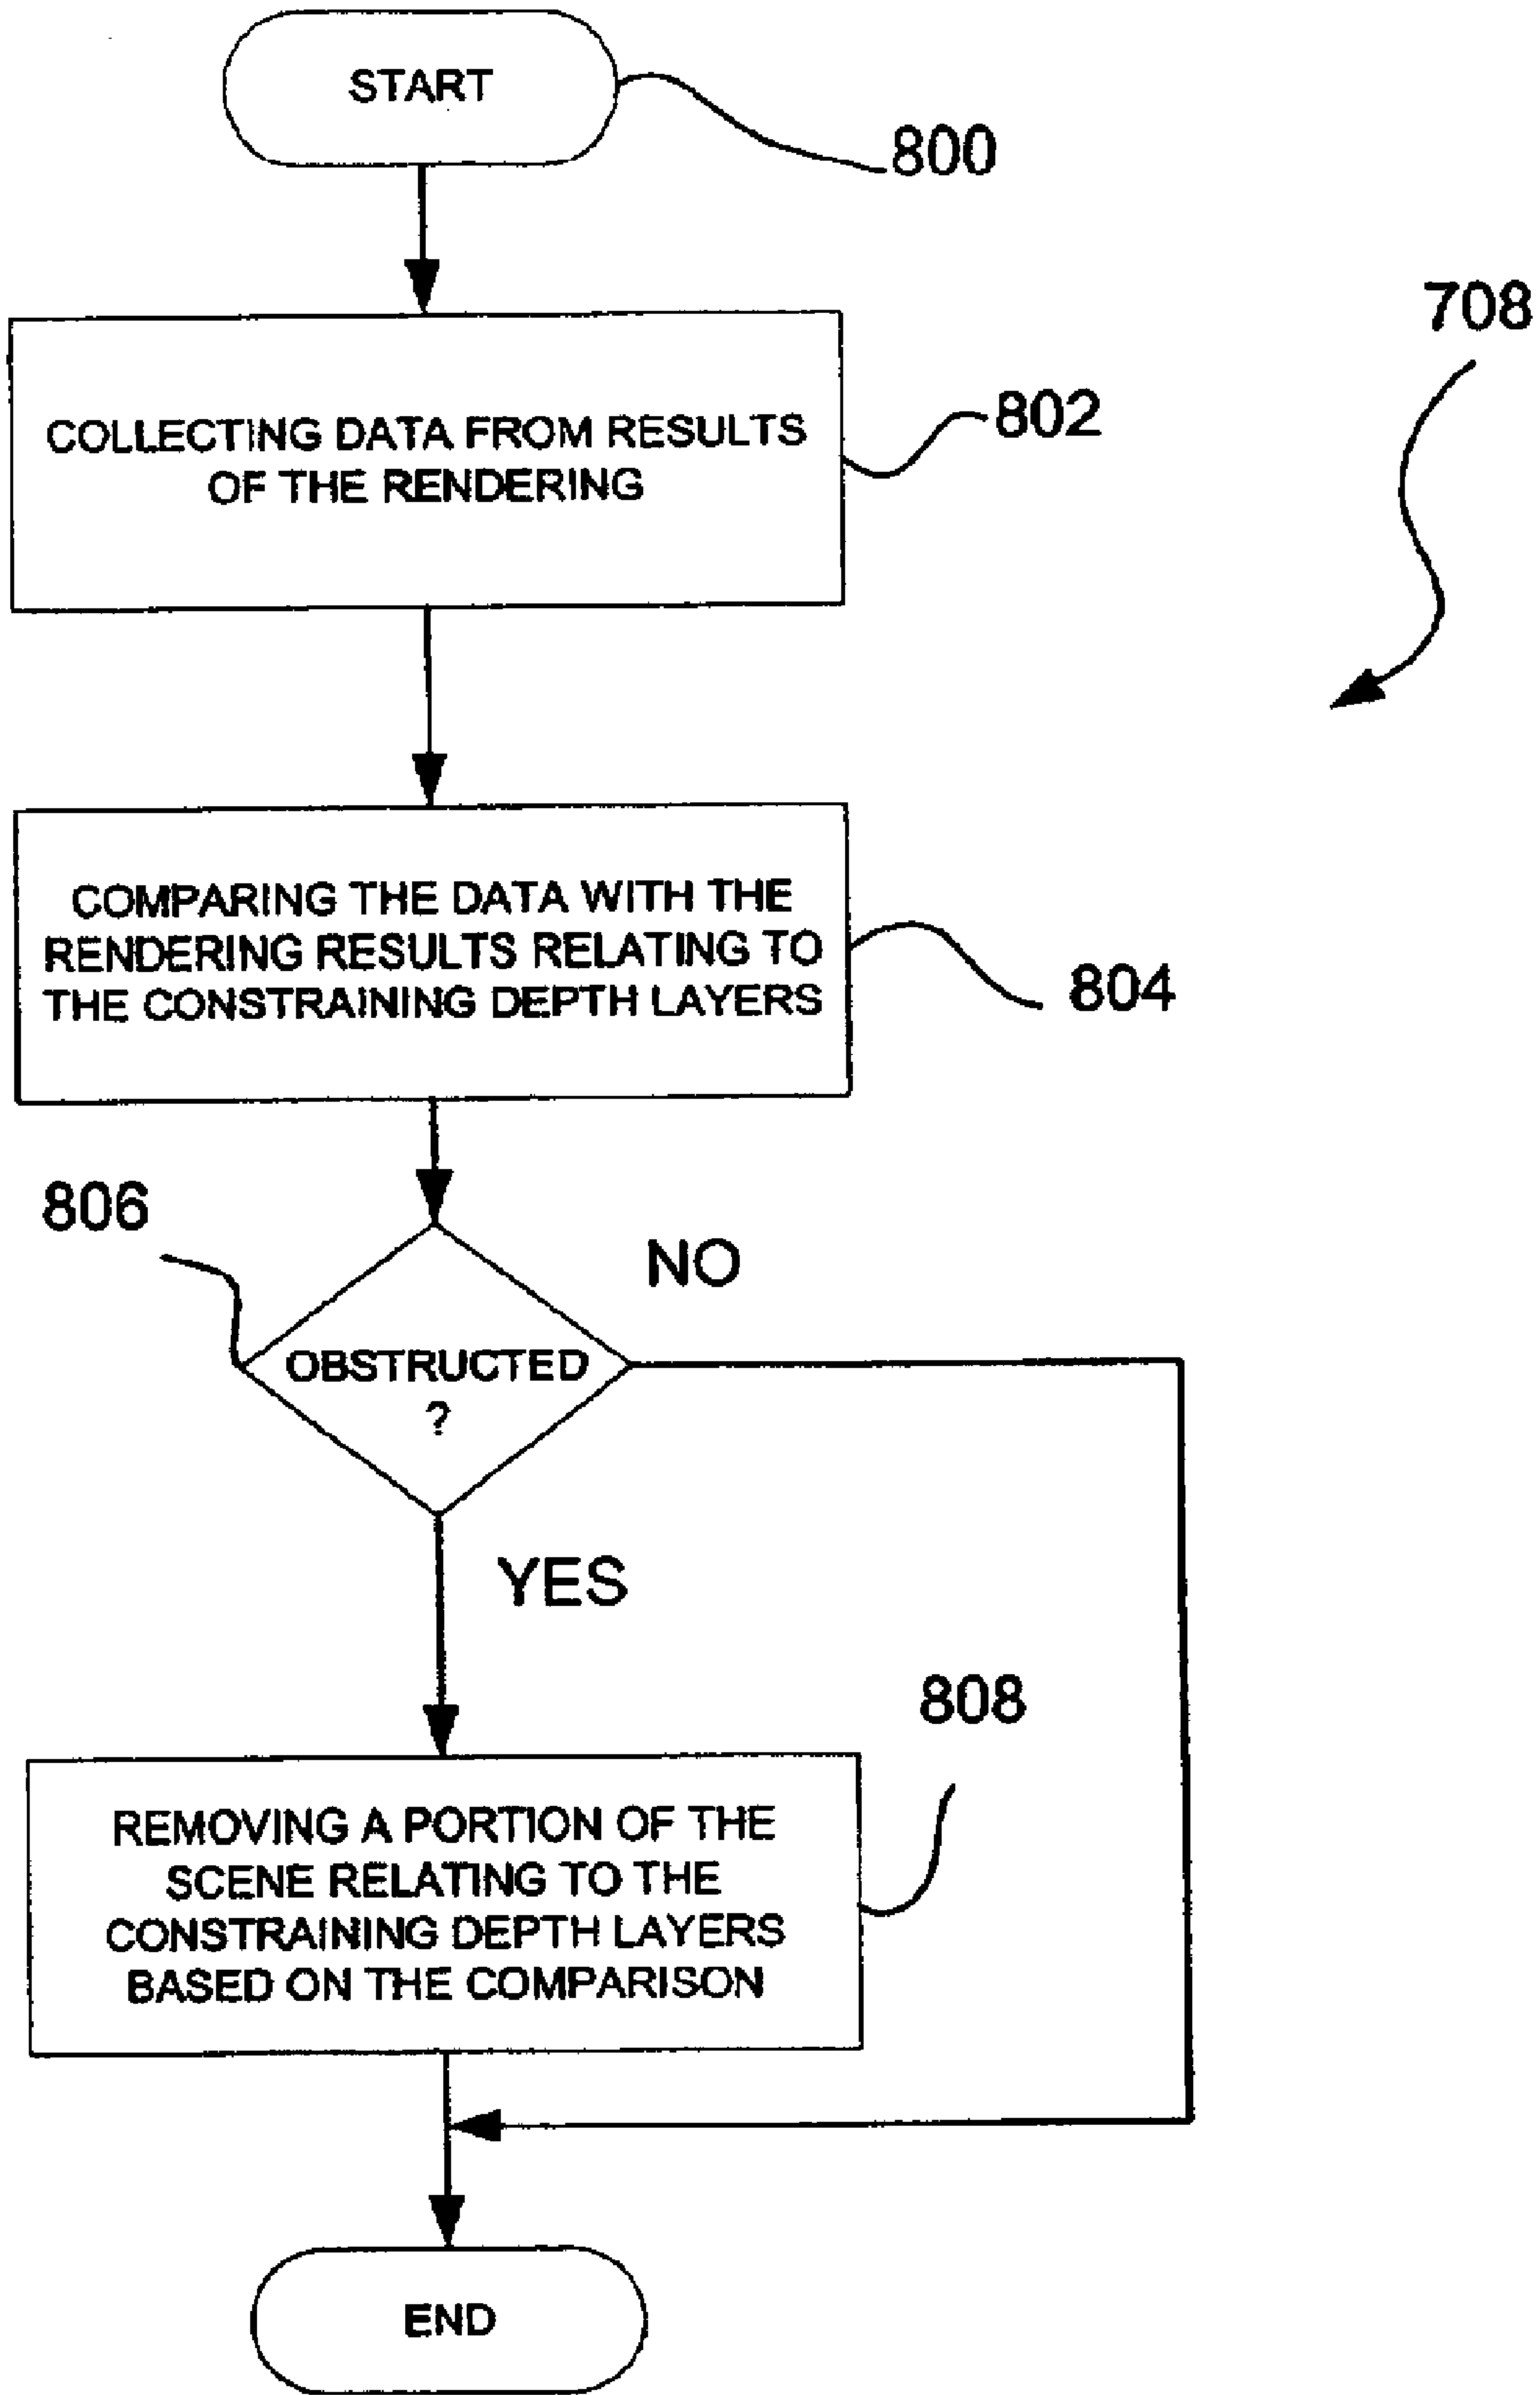 START
800
708
COLLECTING DATA FROM RESULTS
OF THE RENDERING
802
COMPARING THE DATA WITH THE
RENDERING RESULTS RELATING TO
THE CONSTRAINING DEPTH LAYERS
804
806
NO
OBSTRUCTED
?
YES
808
REMOVING A PORTION OF THE
SCENE RELATING TO THE
CONSTRAINING DEPTH LAYERS
BASED ON THE COMPARISON
END